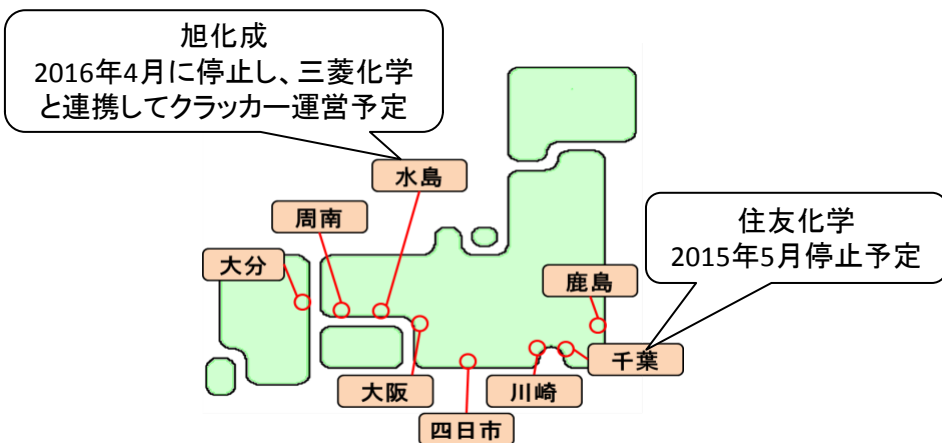 旭化成
2016年4月に停止し、三菱化学
と連携してクラッカー運営予定
水島
周南
大分
住友化学
2015年5月停止予定
鹿島
千葉
大阪
川崎
四日市